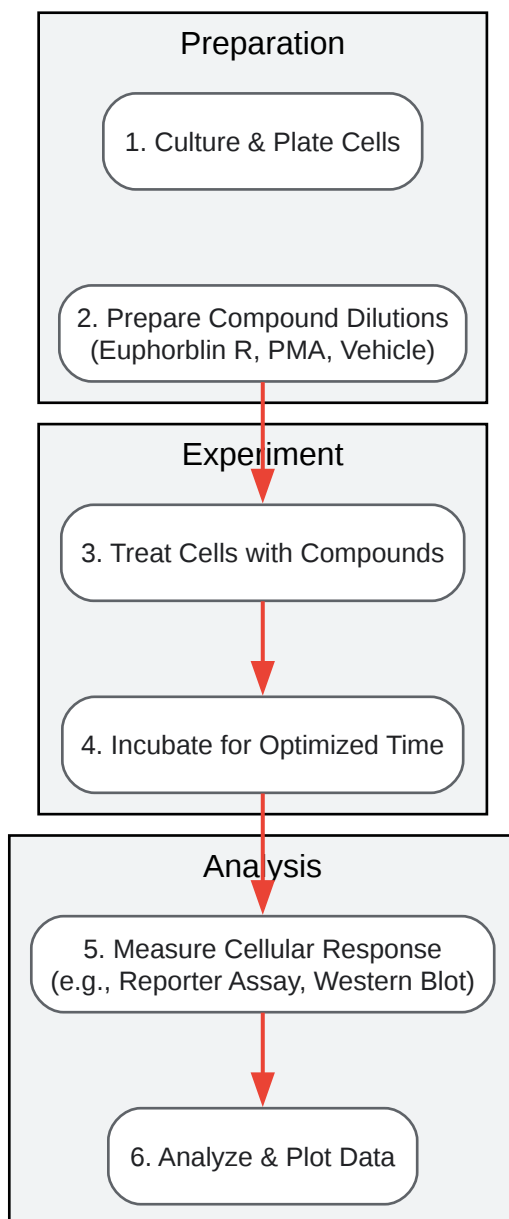 Preparation
1. Culture & Plate Cells
2. Prepare Compound Dilutions
(Euphorblin R, PMA, Vehicle)
Experiment
3. Treat Cells with Compounds
4. Incubate for Optimized Time
Analysis
5. Measure Cellular Response
(e.g., Reporter Assay, Western Blot)
6. Analyze & Plot Data